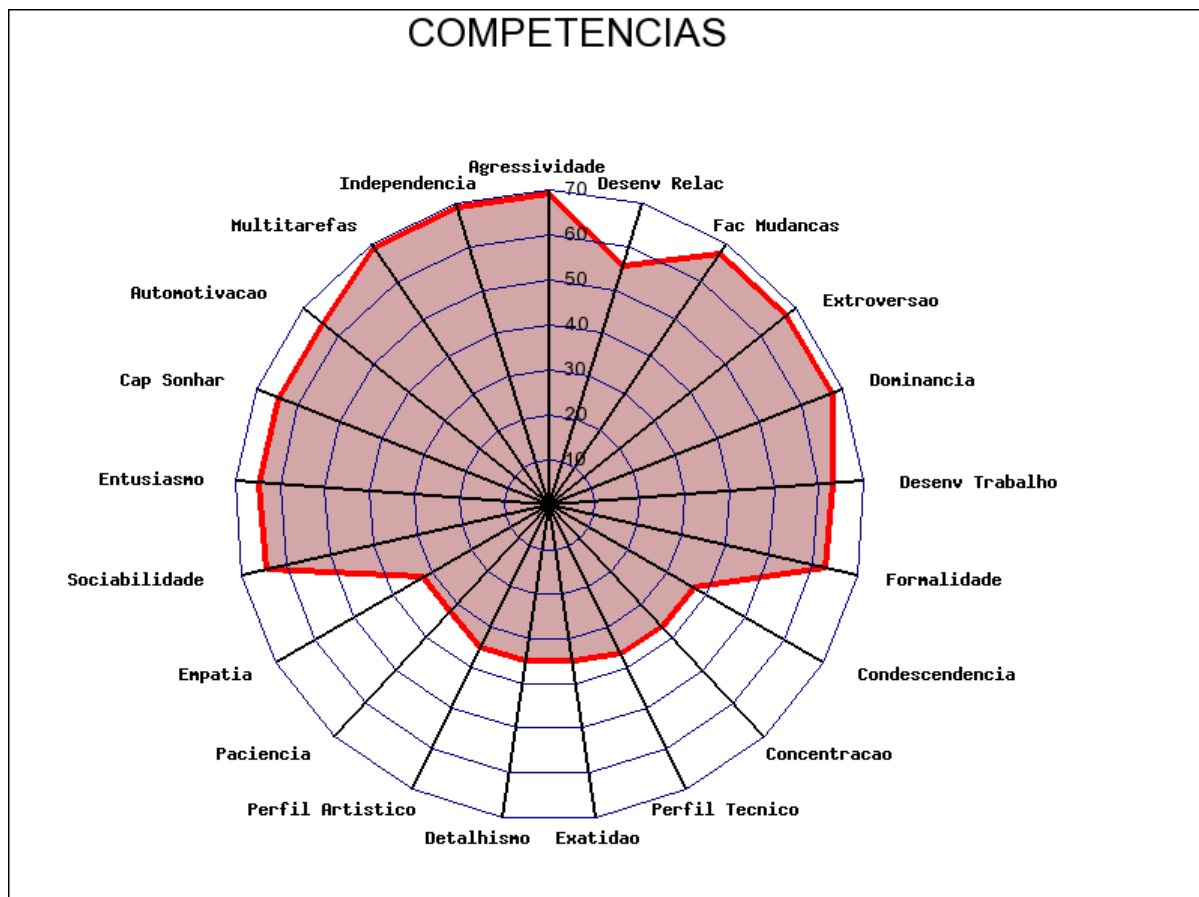 COMPETENCIAS
Agressividade
Independencia
Desenv Relac
70
Multitarefas
Fac Mudancas
60
50
Automotivacao
Extroversao
40
30
Cap Sonhar
Dominancia
20
10
Entusiasmo
Desenv Trabalho
Sociabilidade
Formalidade
Empatia
Condescendencia
Paciencia
Concentracao
Perfil Artistico
Perfil Tecnico
Detalhismo
Exatidao